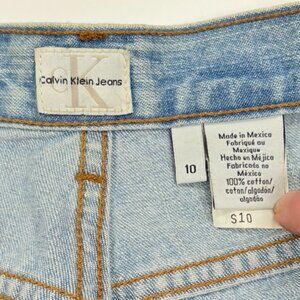 CK
Calvin Klein Jeans
10
Made in Mexico
Fabriqué au
Mexique
Hecho en Méjico
Fabricado no
México
100% cotton/
coton/algodón/
algodão
S10